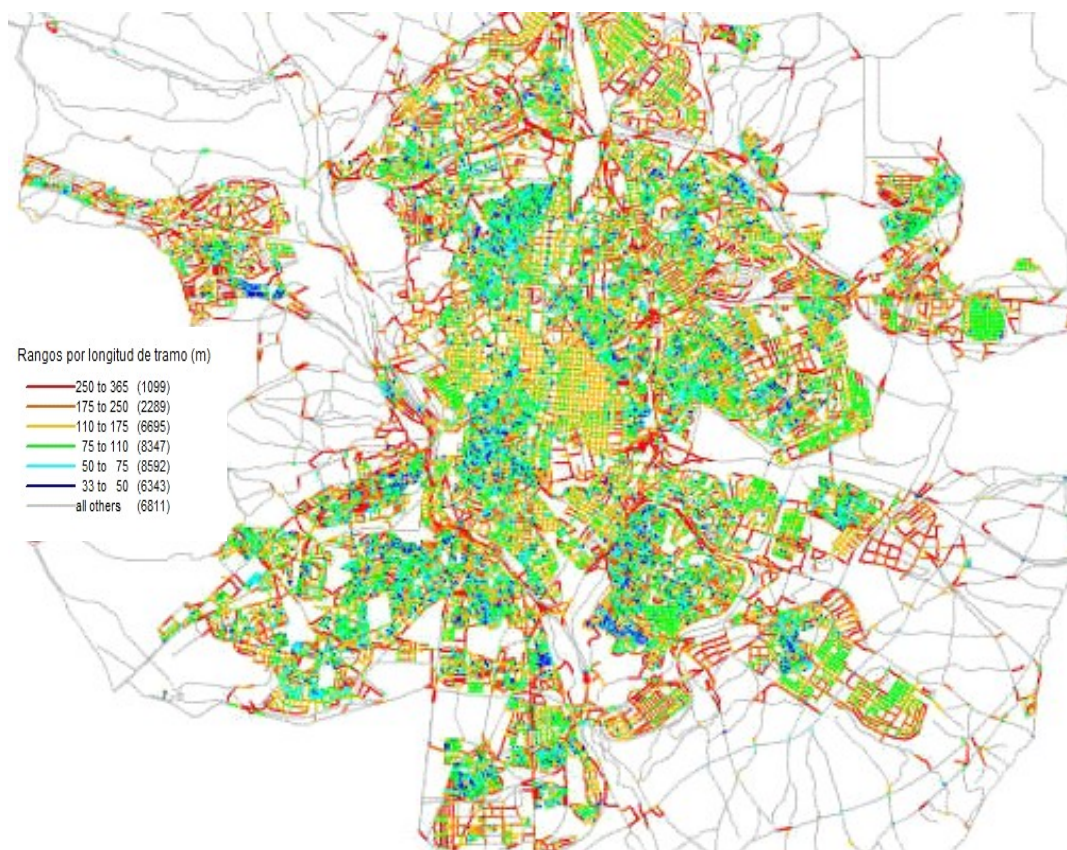 Rangos por longitud de tramo (m)
250 to 365 (1099)
175 to 250 (2289)
110 to 175 (6695)
75 to 110 (8347)
50 to 75 (8592)
33 to 50 (6343)
all others (6811)